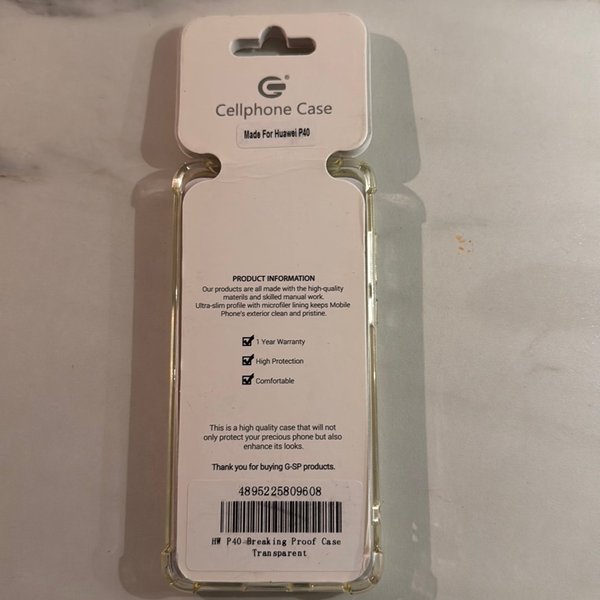 G®
Cellphone Case
Made For Huawei P40
PRODUCT INFORMATION
Our products are all made with the high-quality
materils and skilled manual work.
Ultra-slim profile with microfiler lining keeps Mobile
Phone's exterior clean and pristine.
1 Year Warranty
High Protection
Comfortable
This is a high quality case that will not
only protect your precious phone but also
enhance its looks.
Thank you for buying G-SP products.
4895225809608
HW P40-Breaking Proof Case
Transparent